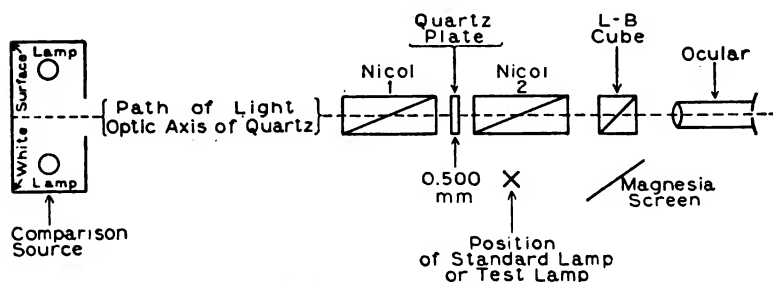 Lamp
White Surface
Lamp
Comparison
Source
Path of Light
Optic Axis of Quartz
Nicol
1
Quartz
Plate
0.500
mm
Nicol
2
Position
of Standard Lamp
or Test Lamp
L-B
Cube
Magnesia
Screen
Ocular